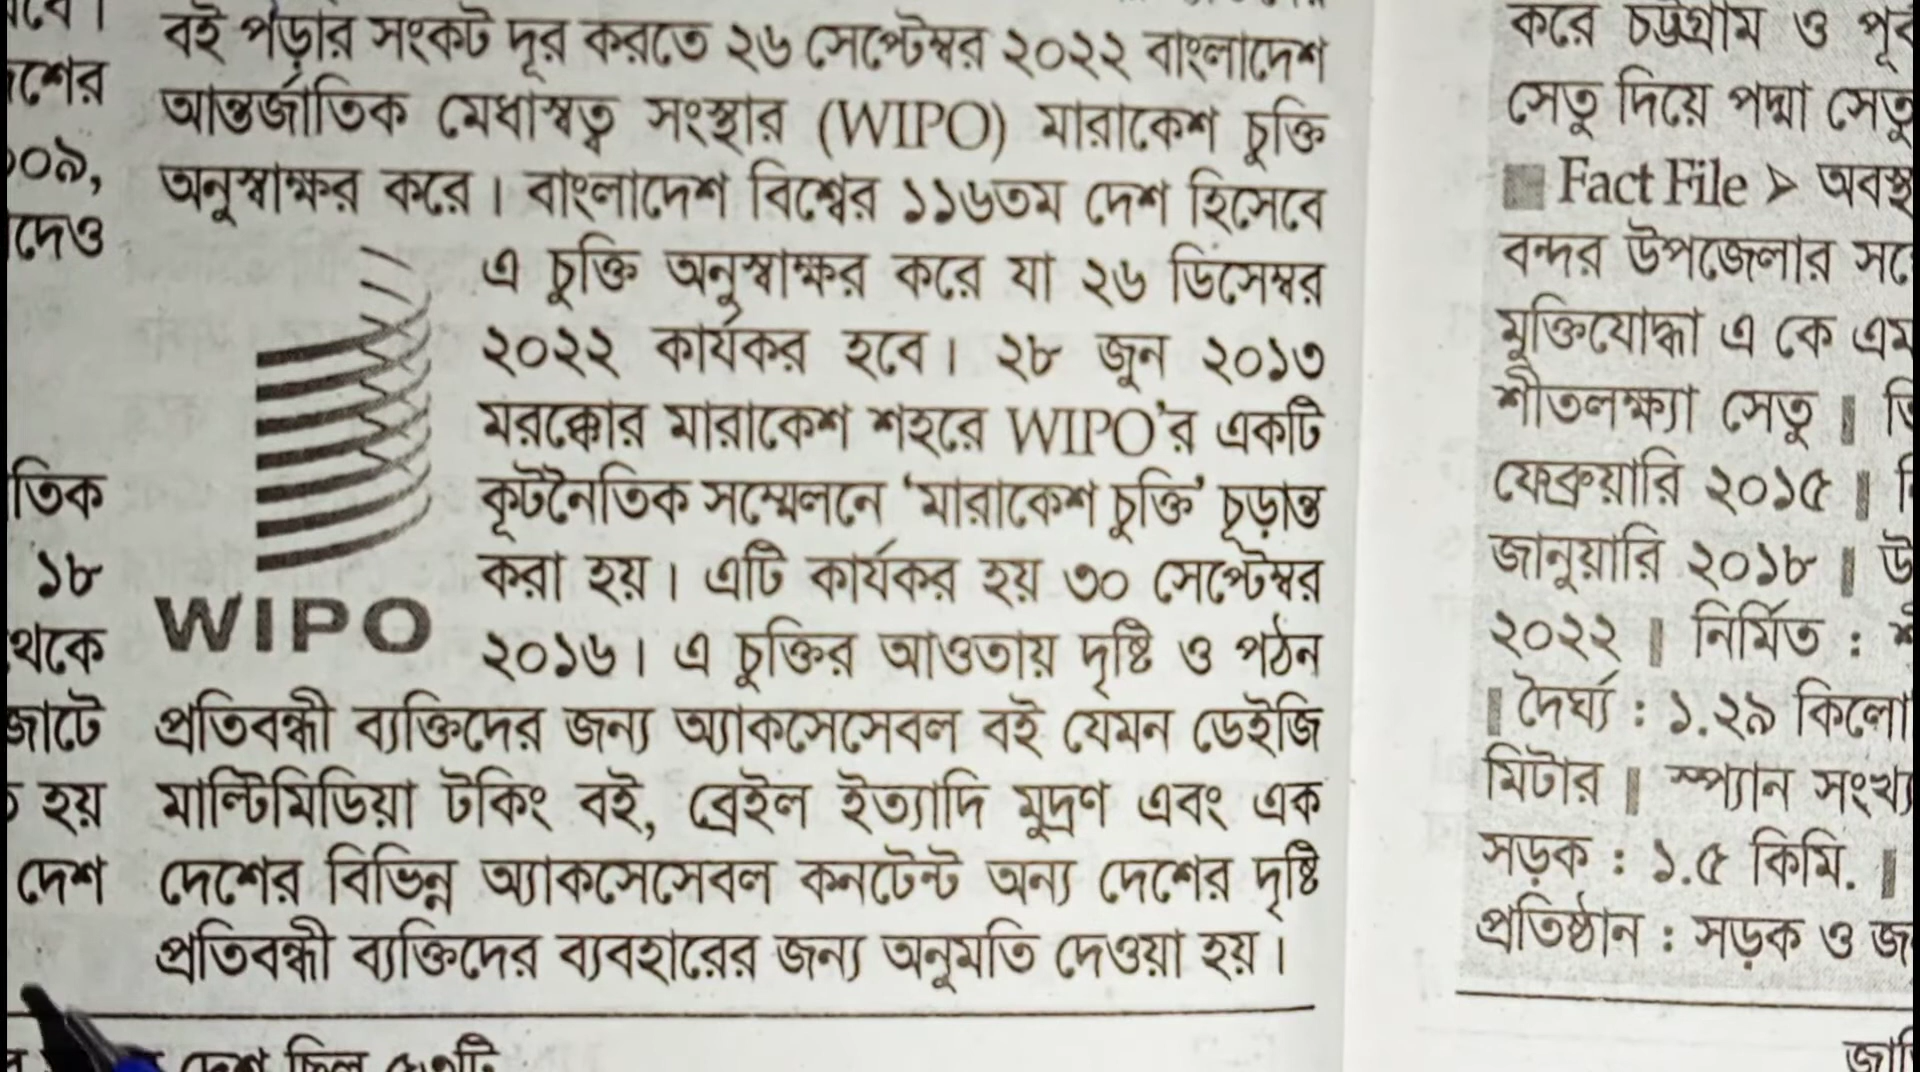 বই পড়ার সংকট দূর করতে ২৬ সেপ্টেম্বর ২০২২ বাংলাদেশ
আন্তর্জাতিক মেধাস্বত্ব সংস্থার (WIPO) মারাকেশ চুক্তি
অনুস্বাক্ষর করে। বাংলাদেশ বিশ্বের ১১৬তম দেশ হিসেবে
এ চুক্তি অনুস্বাক্ষর করে যা ২৬ ডিসেম্বর
২০২২ কার্যকর হবে। ২৮ জুন ২০১৩
মরক্কোর মারাকেশ শহরে WIPO'র একটি
কূটনৈতিক সম্মেলনে 'মারাকেশ চুক্তি' চূড়ান্ত
করা হয়। এটি কার্যকর হয় ৩০ সেপ্টেম্বর
২০১৬। এ চুক্তির আওতায় দৃষ্টি ও পঠন
প্রতিবন্ধী ব্যক্তিদের জন্য অ্যাকসেসেবল বই যেমন ডেইজি
মাল্টিমিডিয়া টকিং বই, ব্রেইল ইত্যাদি মুদ্রণ এবং এক
দেশের বিভিন্ন অ্যাকসেসেবল কনটেন্ট অন্য দেশের দৃষ্টি
প্রতিবন্ধী ব্যক্তিদের ব্যবহারের জন্য অনুমতি দেওয়া হয়।
WIPO
দেশ ছিল
১৮
হয়
দেশ
করে চট্টগ্রাম ও
সেতু দিয়ে পদ্মা সেতু
Fact File ➤
বন্দর উপজেলার
মুক্তিযোদ্ধা এ কে এম
শীতলক্ষ্যা সেতু
ফেব্রুয়ারি ২০১৫
জানুয়ারি ২০১৮
২০২২ | নির্মিত :
দৈর্ঘ্য : ১.২৯ কিলো
মিটার | স্প্যান সংখ্যা
সড়ক : ১.৫ কিমি.
প্রতিষ্ঠান : সড়ক ও